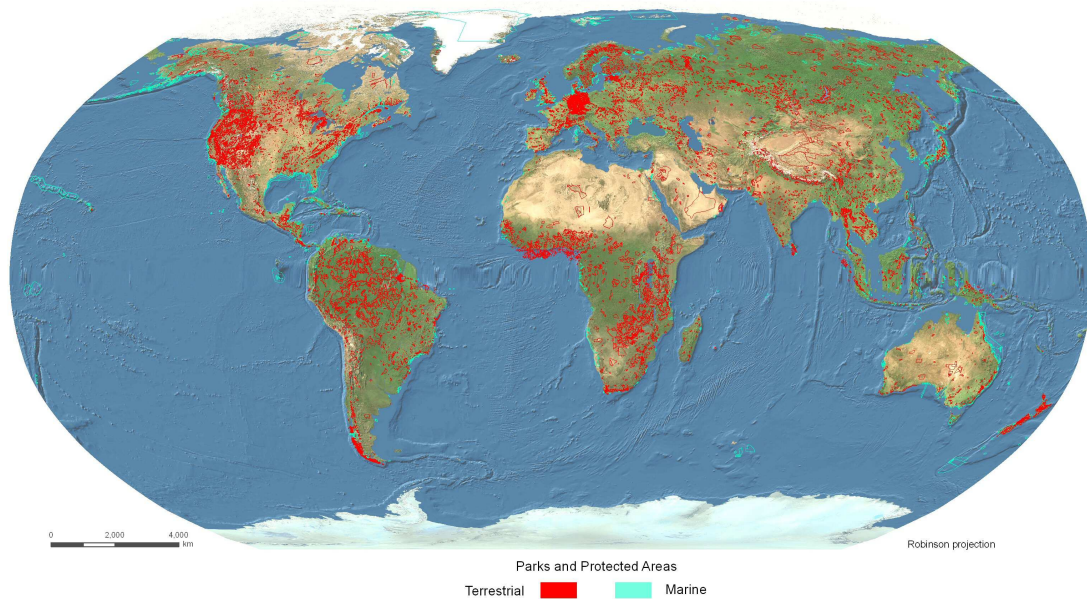 0 2,000 4,000
km
Robinson projection
Parks and Protected Areas
Terrestrial Marine